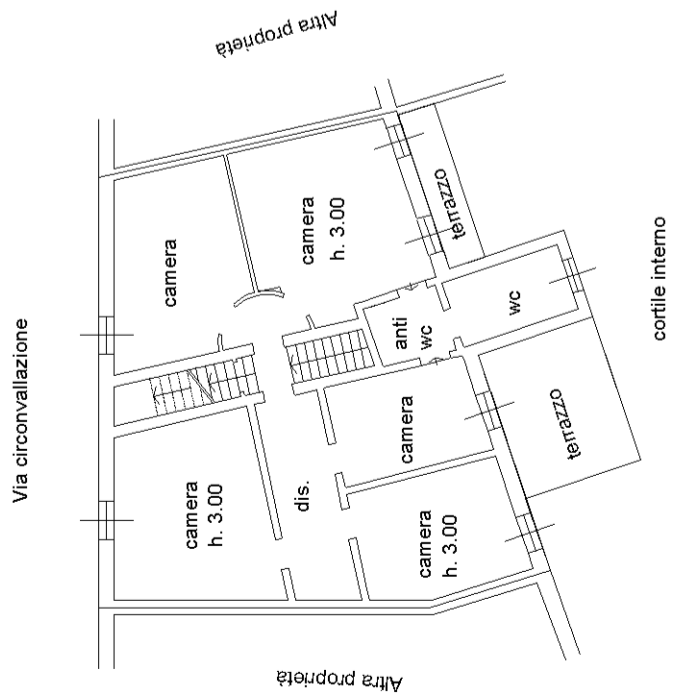 Altra proprietà
Via circonvallazione
camera
camera
h. 3.00
terrazzo
anti
wc
wc
cortile interno
camera
h. 3.00
dis.
camera
terrazzo
camera
h. 3.00
Altra proprietà